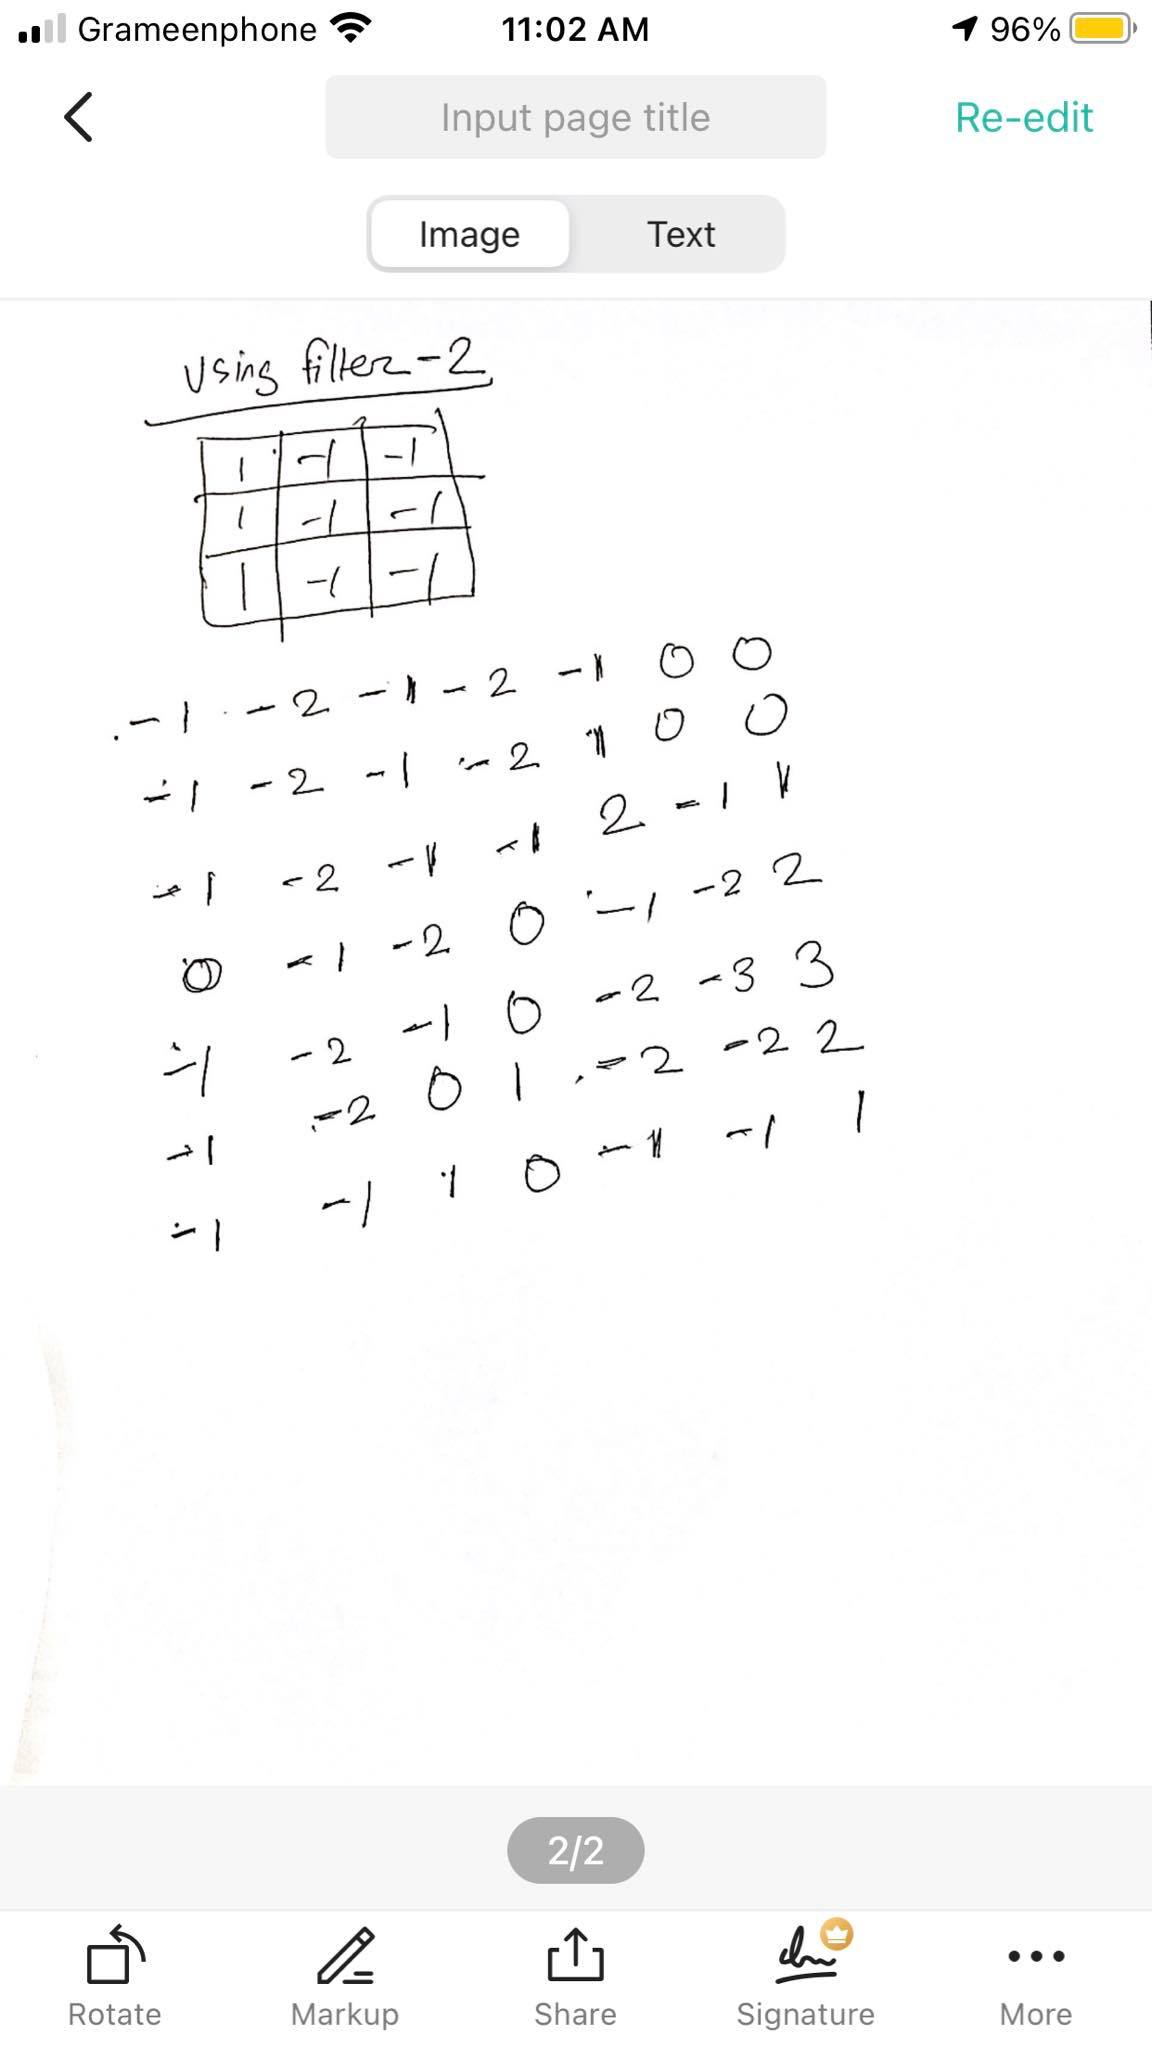 Grameenphone 11:02 AM 96%
Input page title Re-edit
Image Text
Using filter-2
1 -1 -1
1 -1 -1
1 -1 -1
-1 -2 -1 -2 -1 0 0
-1 -2 -1 -2 1 0 0
-1 -2 -1 -1 2 -1 1
0 -1 -2 0 -1 -2 2
-1 -2 -1 0 -2 -3 3
-1 -2 0 1 -2 -2 2
-1 -1 1 0 -1 -1 1
2/2
Rotate Markup Share Signature More